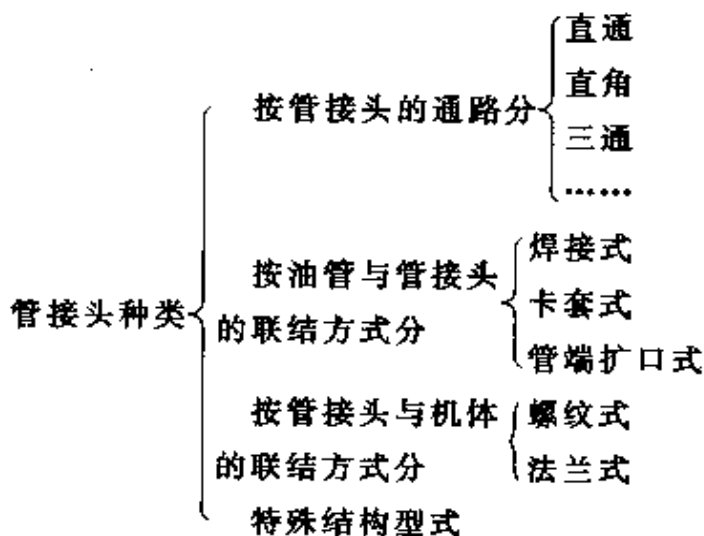 管接头种类
按管接头的通路分
直通
直角
三通
……
按油管与管接头
的联结方式分
焊接式
卡套式
管端扩口式
按管接头与机体
的联结方式分
螺纹式
法兰式
特殊结构型式